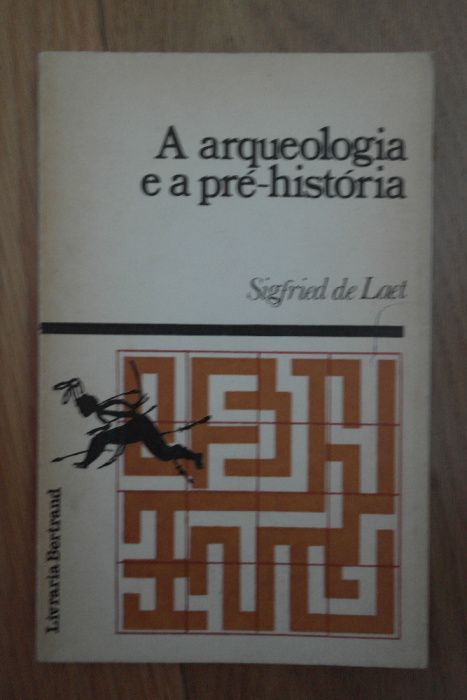 A arqueologia
e a pré-história
Sigfried de Laet
Livraria Bertrand